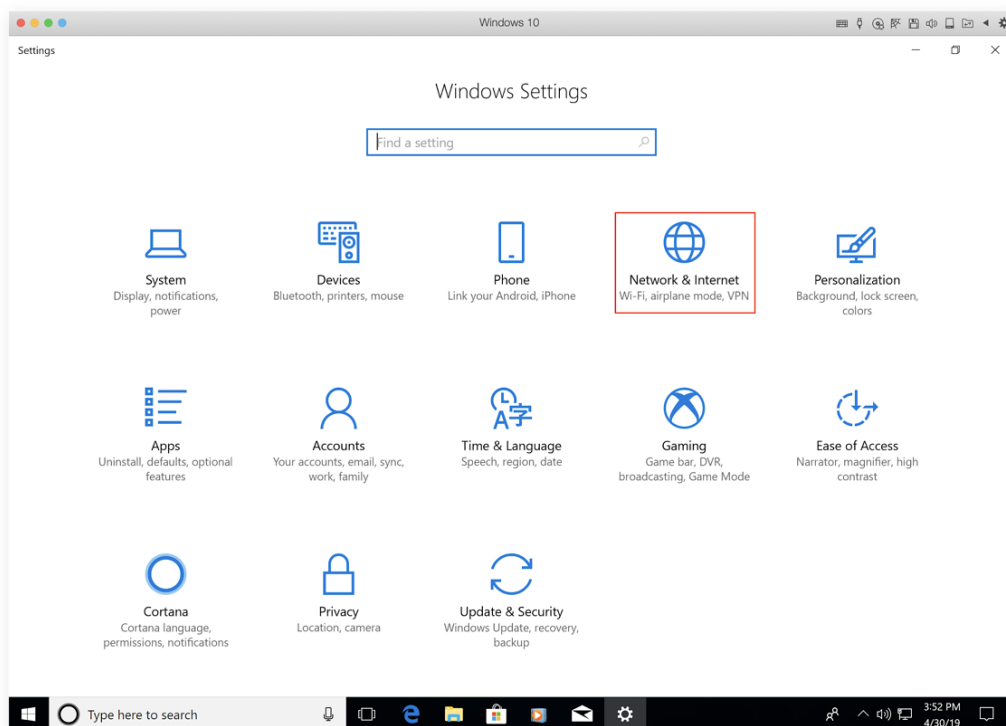 Windows 10
Settings
Windows Settings
Find a setting
System
Display, notifications,
power
Devices
Bluetooth, printers, mouse
Phone
Link your Android, iPhone
Network & Internet
Wi-Fi, airplane mode, VPN
Personalization
Background, lock screen,
colors
Apps
Uninstall, defaults, optional
features
Accounts
Your accounts, email, sync,
work, family
Time & Language
Speech, region, date
Gaming
Game bar, DVR,
broadcasting, Game Mode
Ease of Access
Narrator, magnifier, high
contrast
Cortana
Cortana language,
permissions, notifications
Privacy
Location, camera
Update & Security
Windows Update, recovery,
backup
Type here to search
3:52 PM
4/30/19